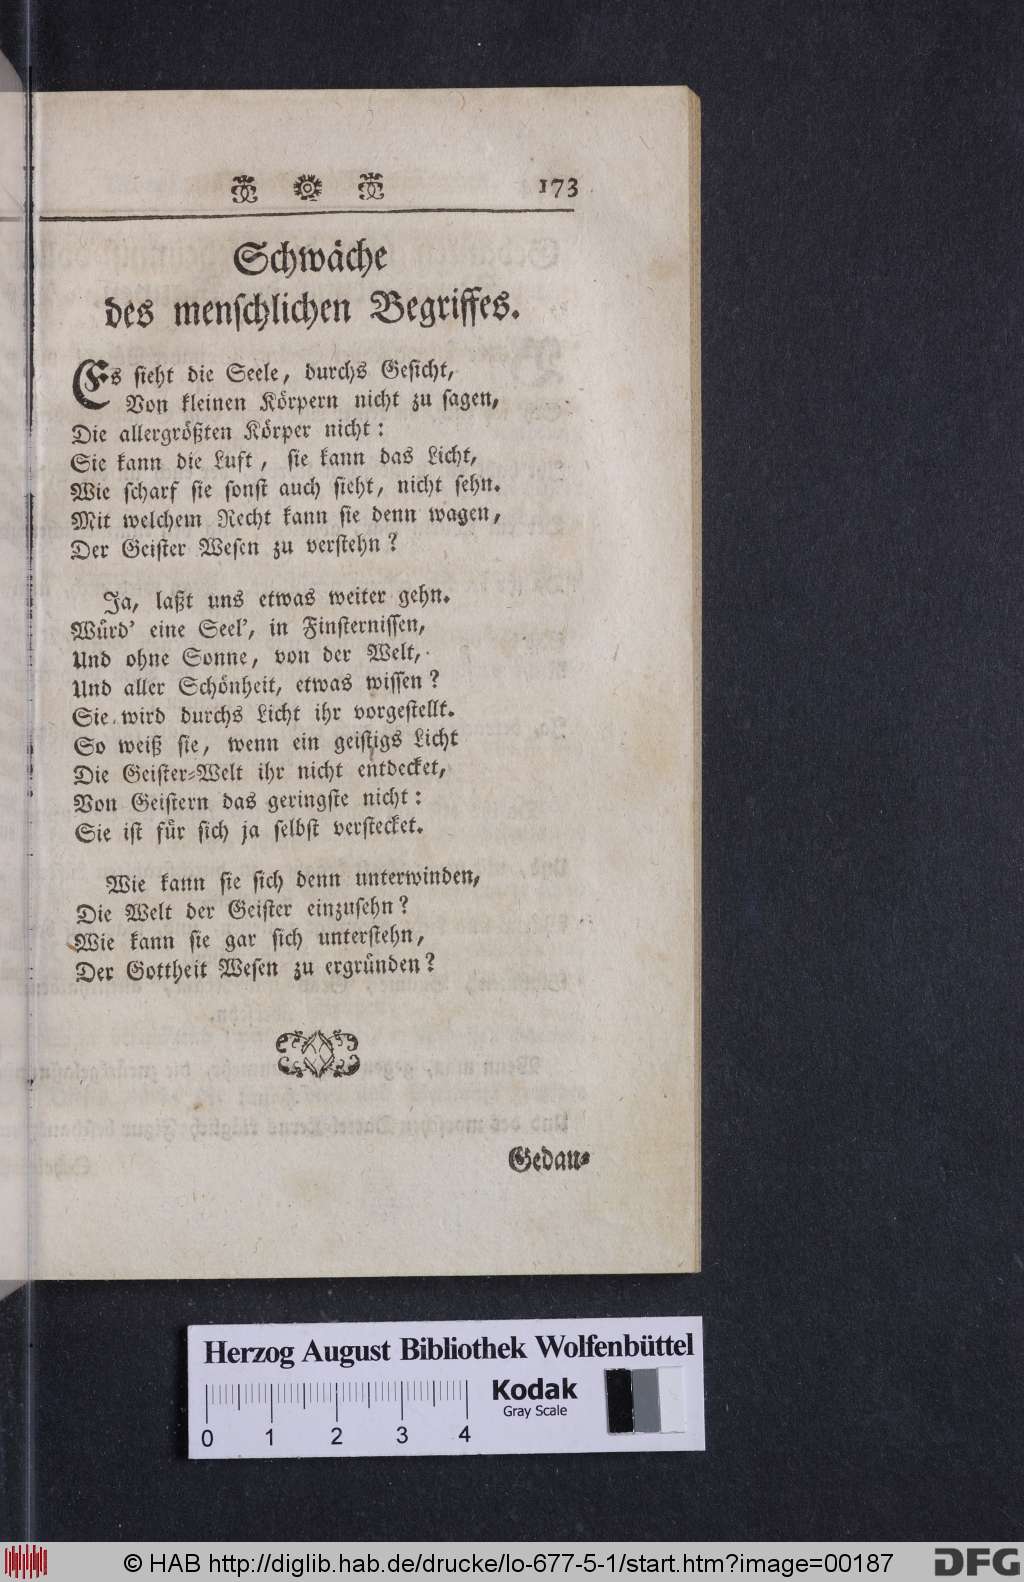 173
Schwäche
des menſchlichen Begriffes.
Es ſieht die Seele, durchs Geſicht,
Von kleinen Körpern nicht zu ſagen,
Die allergrößten Körper nicht:
Sie kann die Luft, ſie kann das Licht,
Wie ſcharf ſie ſonſt auch ſieht, nicht ſehn.
Mit welchem Recht kann ſie denn wagen,
Der Geiſter Weſen zu verſtehn?
Ja, laßt uns etwas weiter gehn.
Würd' eine Seel', in Finſterniſſen,
Und ohne Sonne, von der Welt,
Und aller Schönheit, etwas wiſſen?
Sie wird durchs Licht ihr vorgeſtellt.
So weiß ſie, wenn ein geiſtigs Licht
Die Geiſter-Welt ihr nicht entdecket,
Von Geiſtern das geringſte nicht:
Sie iſt für ſich ja ſelbſt verſtecket.
Wie kann ſie ſich denn unterwinden,
Die Welt der Geiſter einzuſehn?
Wie kann ſie gar ſich unterſtehn,
Der Gottheit Weſen zu ergründen?
Gedan-
Herzog August Bibliothek Wolfenbüttel
Kodak
Gray Scale
0 1 2 3 4
© HAB http://diglib.hab.de/drucke/lo-677-5-1/start.htm?image=00187
DFG